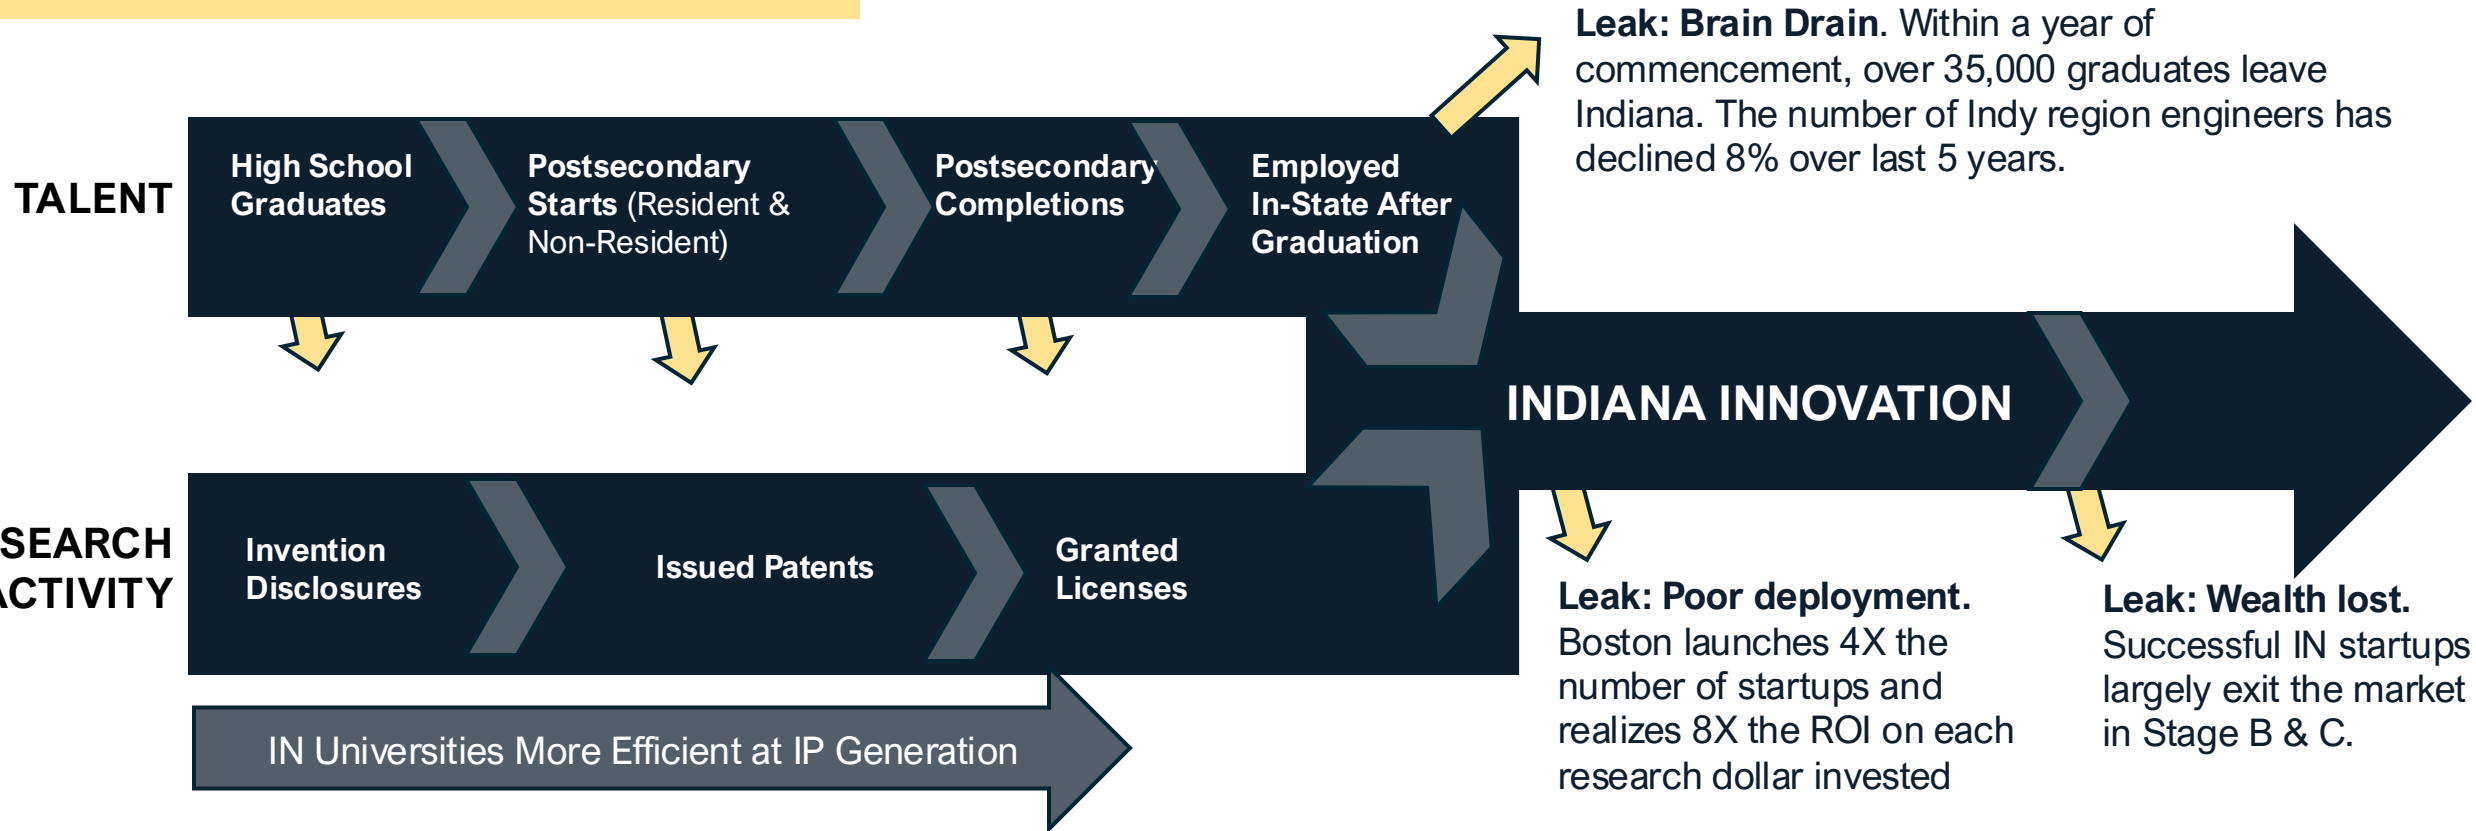 Leak: Brain Drain. Within a year of
commencement, over 35,000 graduates leave
Indiana. The number of Indy region engineers has
declined 8% over last 5 years.
TALENT
High School
Graduates
Postsecondary
Starts (Resident &
Non-Resident)
Postsecondary
Completions
Employed
In-State After
Graduation
INDIANA INNOVATION
SEARCH
ACTIVITY
Invention
Disclosures
Issued Patents
Granted
Licenses
IN Universities More Efficient at IP Generation
Leak: Poor deployment.
Boston launches 4X the
number of startups and
realizes 8X the ROI on each
research dollar invested
Leak: Wealth lost.
Successful IN startups
largely exit the market
in Stage B & C.